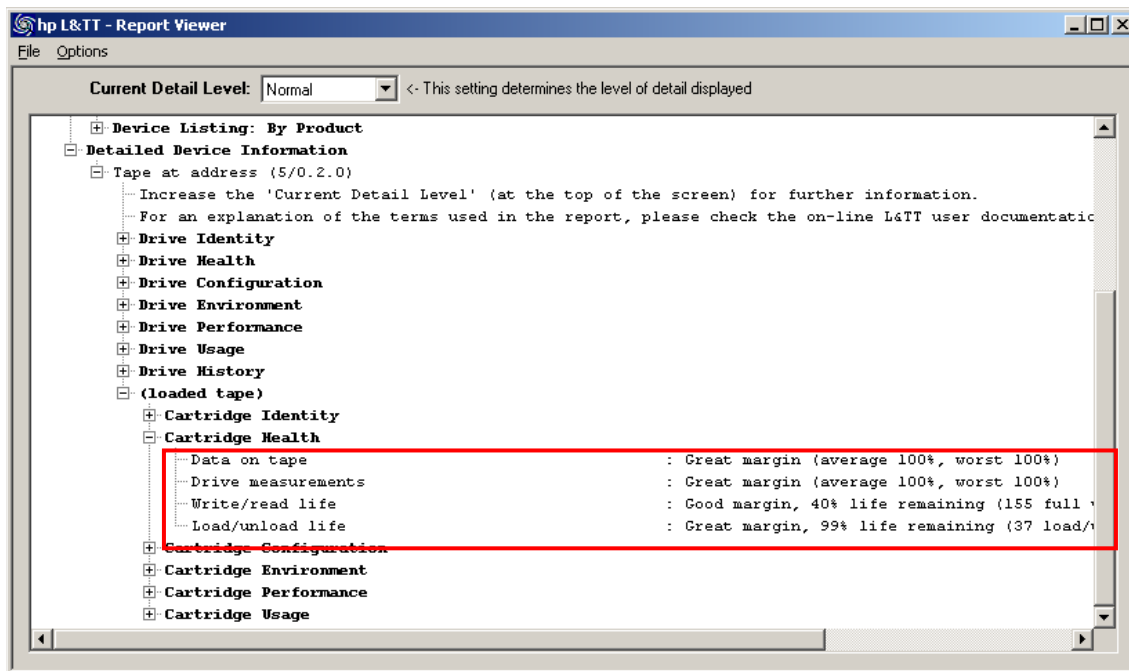 hp L&TT - Report Viewer
File Options
Current Detail Level: Normal <- This setting determines the level of detail displayed
Device Listing: By Product
Detailed Device Information
Tape at address (5/0.2.0)
Increase the 'Current Detail Level' (at the top of the screen) for further information.
For an explanation of the terms used in the report, please check the on-line L&TT user documentatic
Drive Identity
Drive Health
Drive Configuration
Drive Environment
Drive Performance
Drive Usage
Drive History
(loaded tape)
Cartridge Identity
Cartridge Health
Data on tape : Great margin (average 100%, worst 100%)
Drive measurements : Great margin (average 100%, worst 100%)
Write/read life : Good margin, 40% life remaining (155 full
Load/unload life : Great margin, 99% life remaining (37 load/
Cartridge Configuration
Cartridge Environment
Cartridge Performance
Cartridge Usage